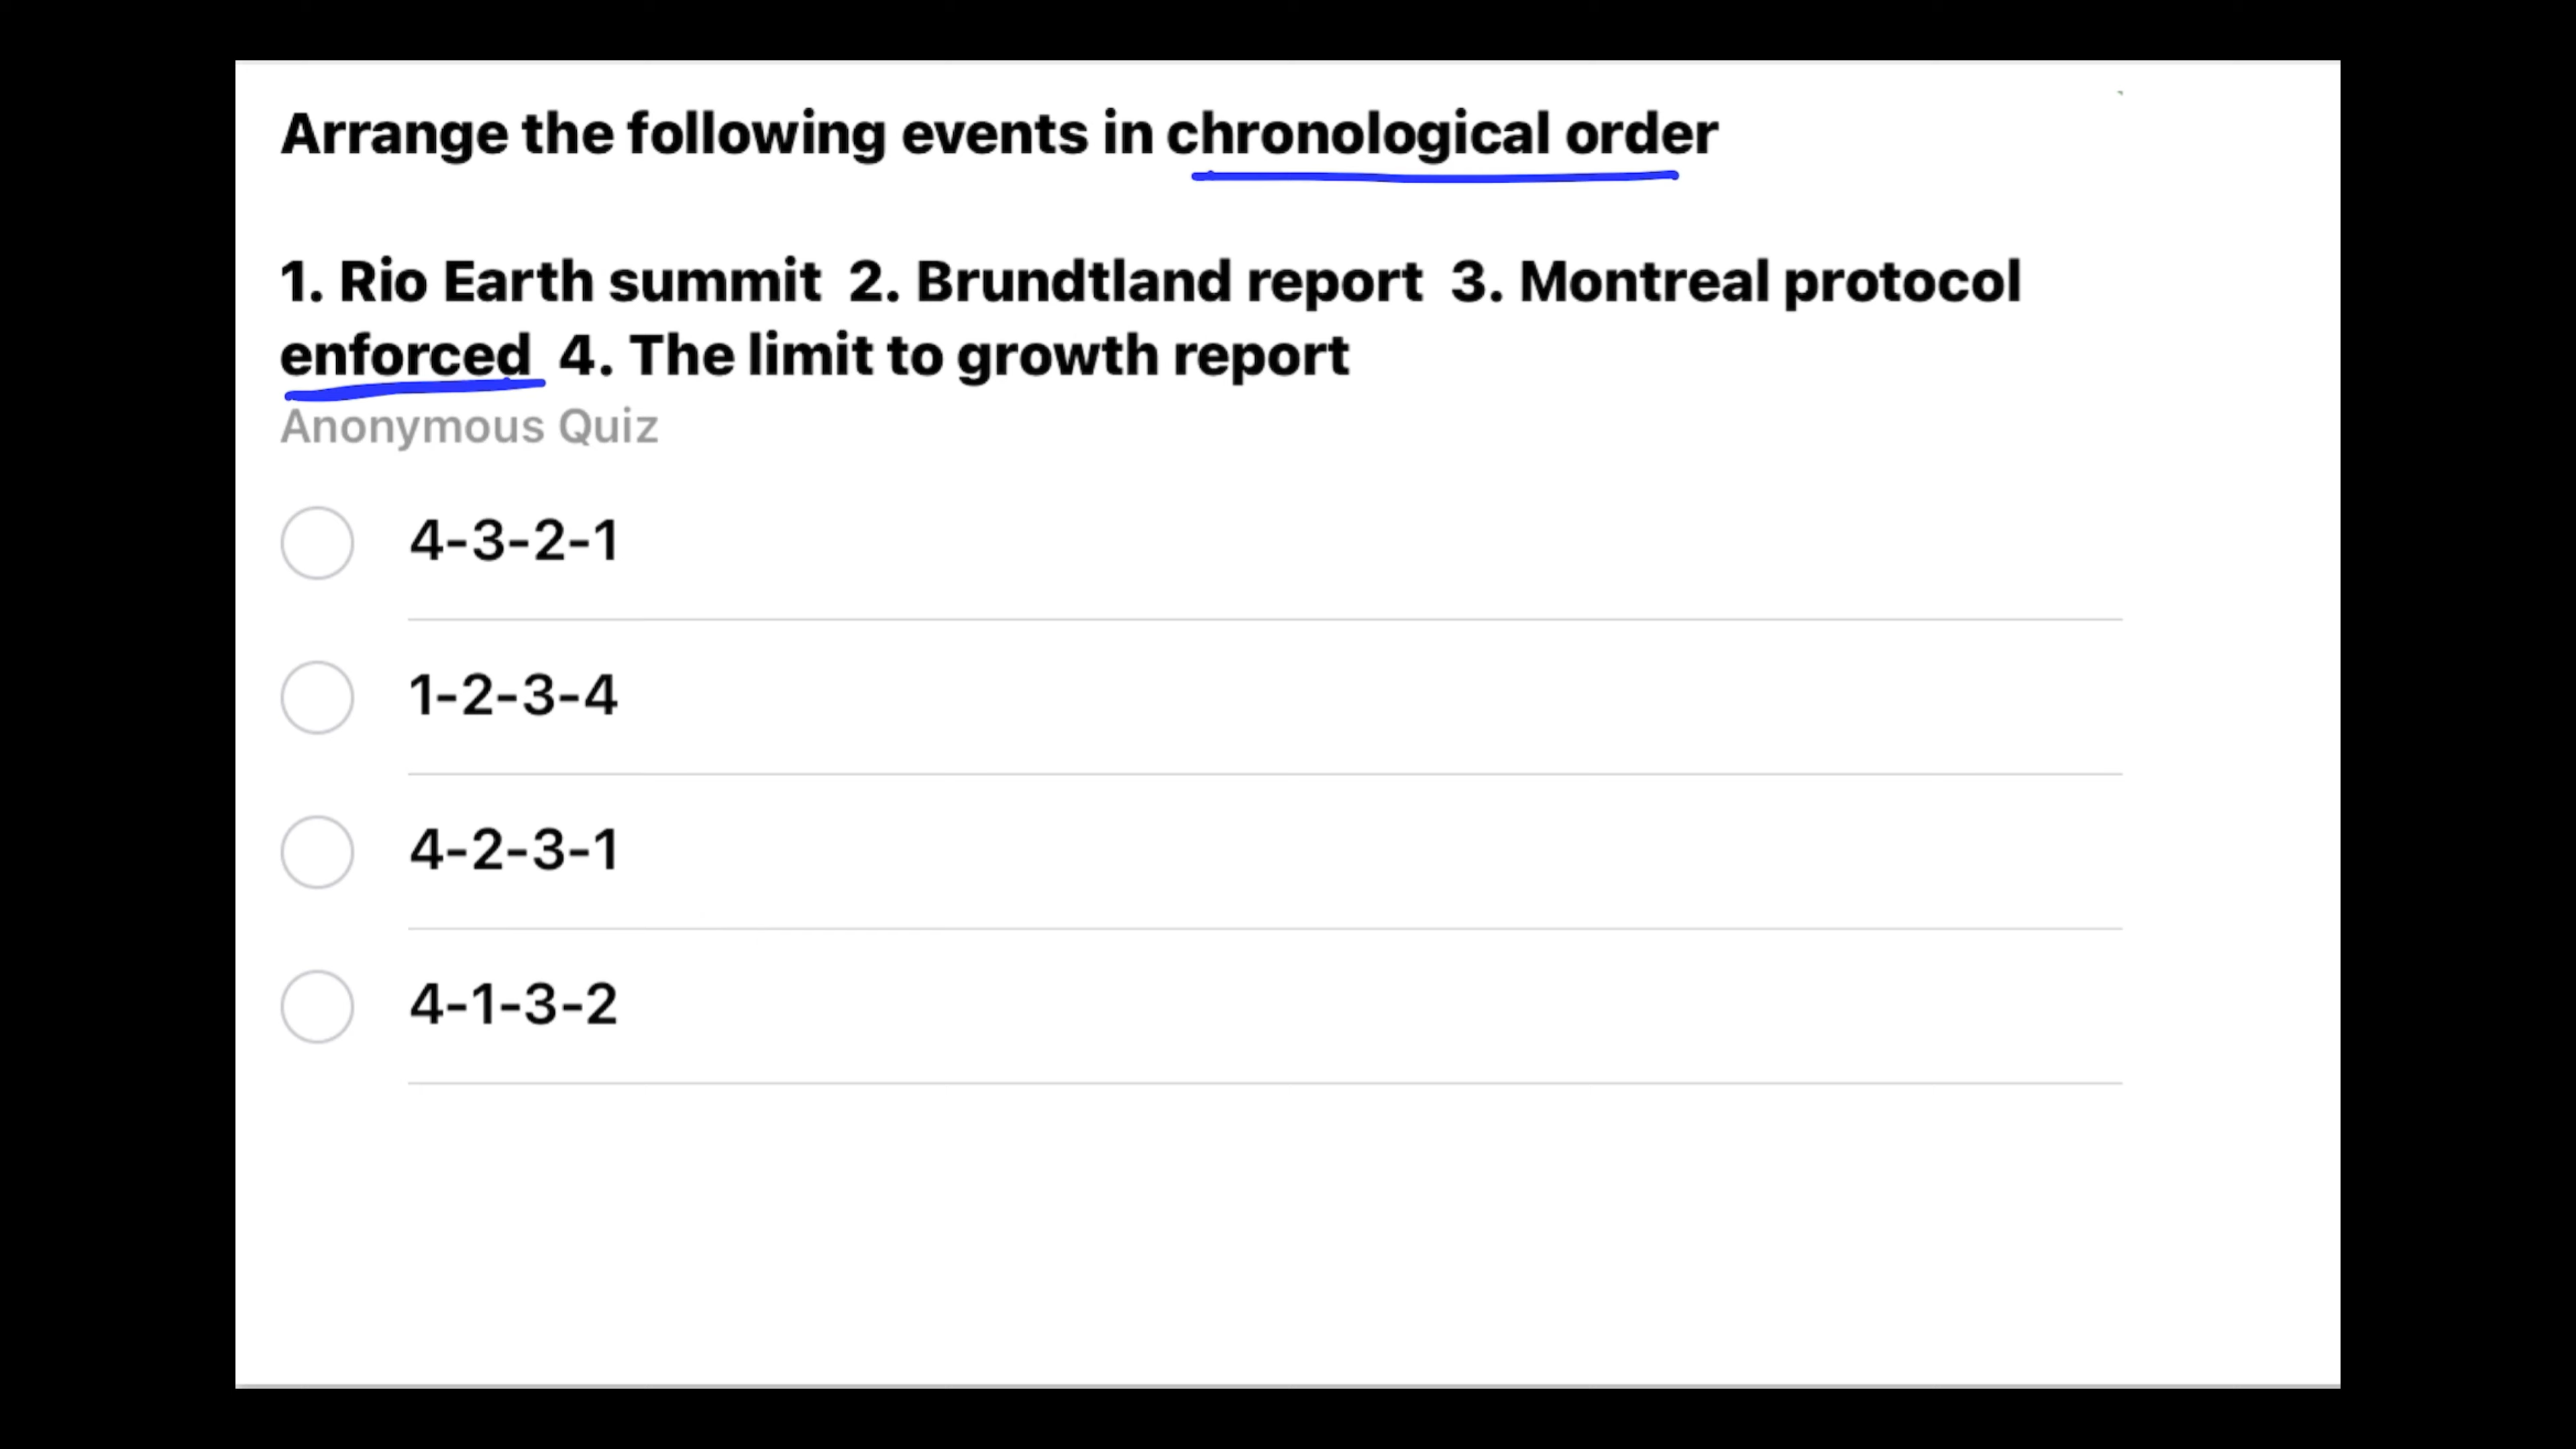 Arrange the following events in chronological order
1. Rio Earth summit 2. Brundtland report 3. Montreal protocol
enforced 4. The limit to growth report
Anonymous Quiz
4-3-2-1
1-2-3-4
4-2-3-1
4-1-3-2